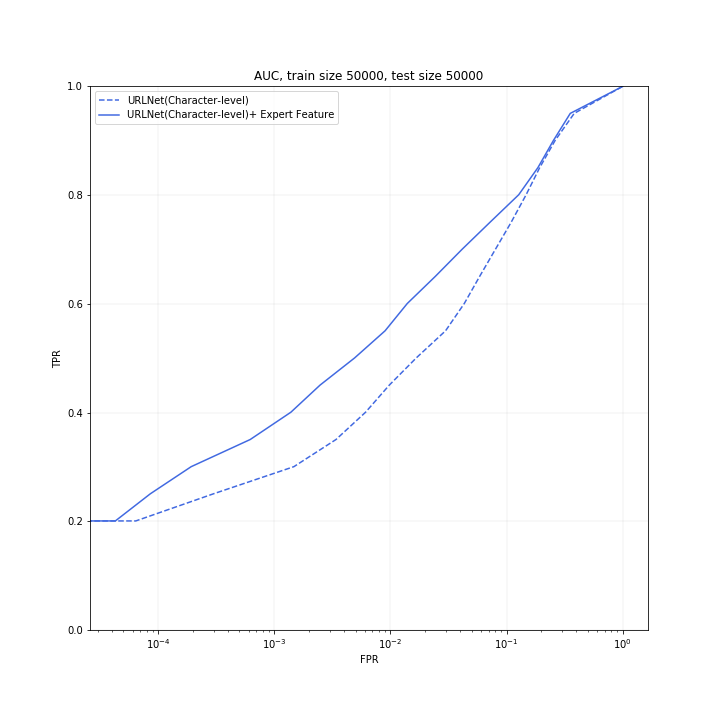 AUC, train size 50000, test size 50000
URLNet(Character-level)
URLNet(Character-level)+ Expert Feature
1.0
0.8
0.6
0.4
0.2
0.0
TPR
10⁻⁴ 10⁻³ 10⁻² 10⁻¹ 10⁰
FPR